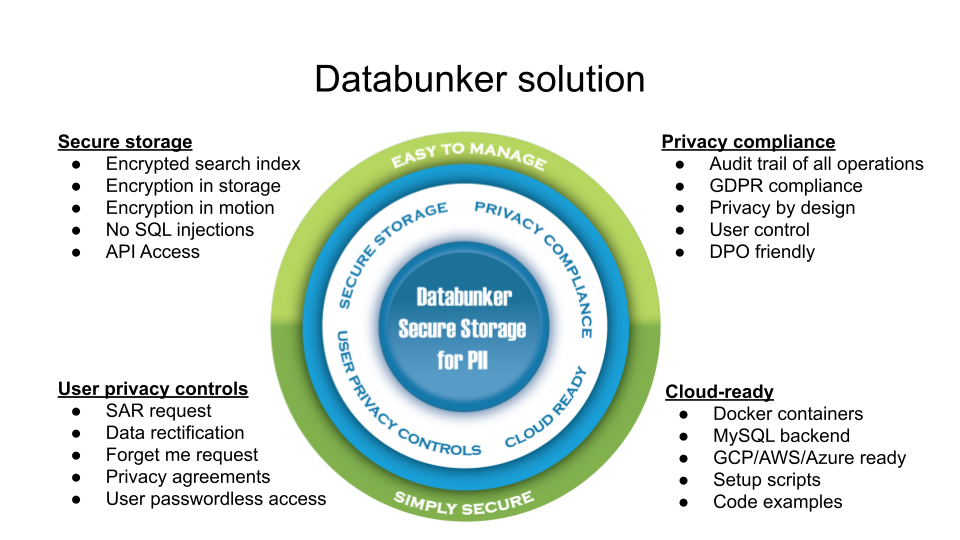 Databunker solution
Secure storage
● Encrypted search index
● Encryption in storage
● Encryption in motion
● No SQL injections
● API Access
Privacy compliance
● Audit trail of all operations
● GDPR compliance
● Privacy by design
● User control
● DPO friendly
EASY TO MANAGE
SECURE STORAGE
PRIVACY COMPLIANCE
Databunker
Secure Storage
for PII
USER PRIVACY CONTROLS
CLOUD READY
SIMPLY SECURE
User privacy controls
● SAR request
● Data rectification
● Forget me request
● Privacy agreements
● User passwordless access
Cloud-ready
● Docker containers
● MySQL backend
● GCP/AWS/Azure ready
● Setup scripts
● Code examples